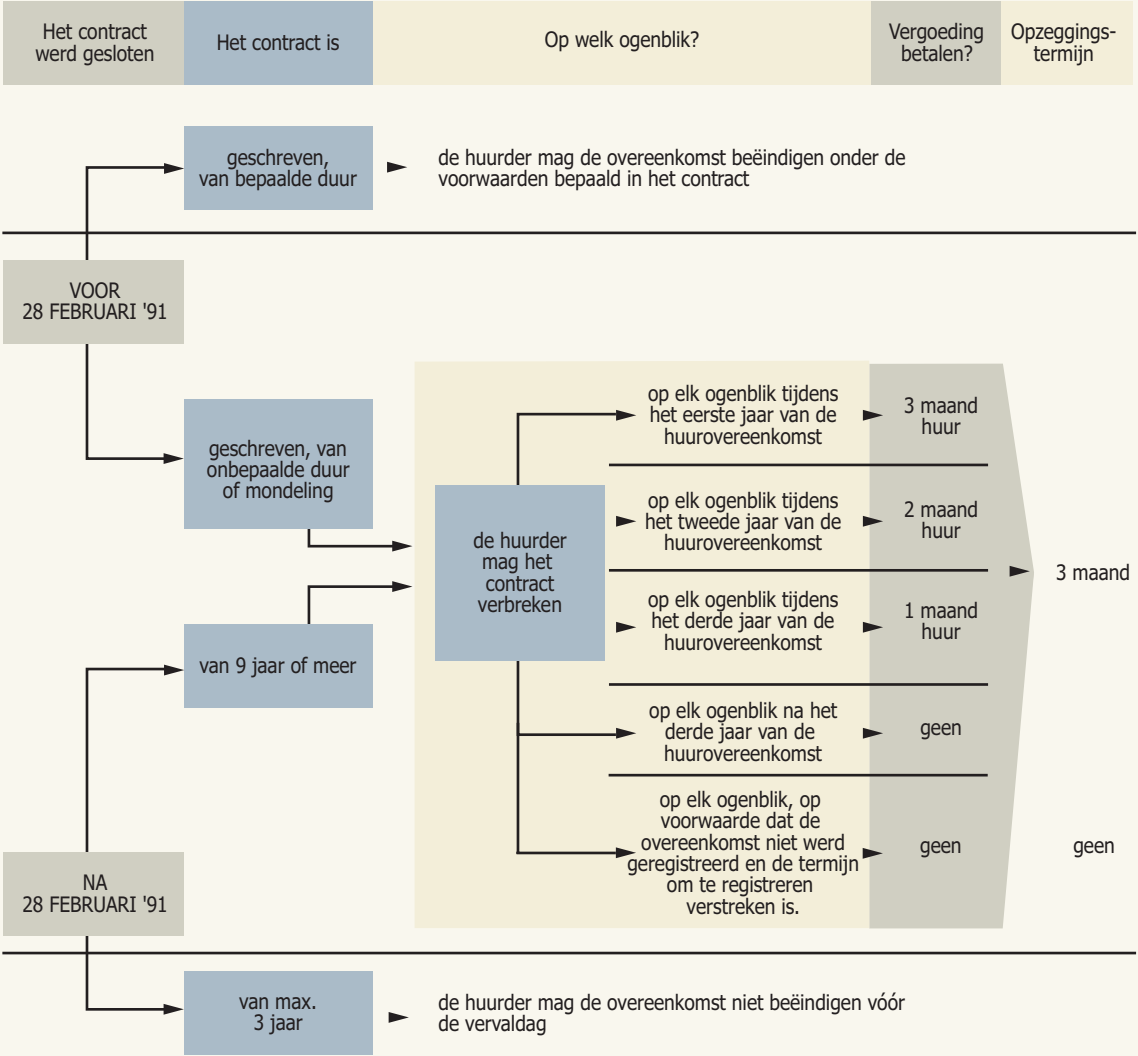 Het contract
werd gesloten
Het contract is
Op welk ogenblik?
Vergoeding
betalen?
Opzeggings-
termijn
geschreven,
van bepaalde duur
de huurder mag de overeenkomst beëindigen onder de
voorwaarden bepaald in het contract
VOOR
28 FEBRUARI '91
geschreven, van
onbepaalde duur
of mondeling
van 9 jaar of meer
de huurder
mag het
contract
verbreken
op elk ogenblik tijdens
het eerste jaar van de
huurovereenkomst
3 maand
huur
op elk ogenblik tijdens
het tweede jaar van de
huurovereenkomst
2 maand
huur
op elk ogenblik tijdens
het derde jaar van de
huurovereenkomst
1 maand
huur
3 maand
op elk ogenblik na het
derde jaar van de
huurovereenkomst
geen
op elk ogenblik, op
voorwaarde dat de
overeenkomst niet werd
geregistreerd en de termijn
om te registreren
verstreken is.
geen
geen
NA
28 FEBRUARI '91
van max.
3 jaar
de huurder mag de overeenkomst niet beëindigen vóór
de vervaldag